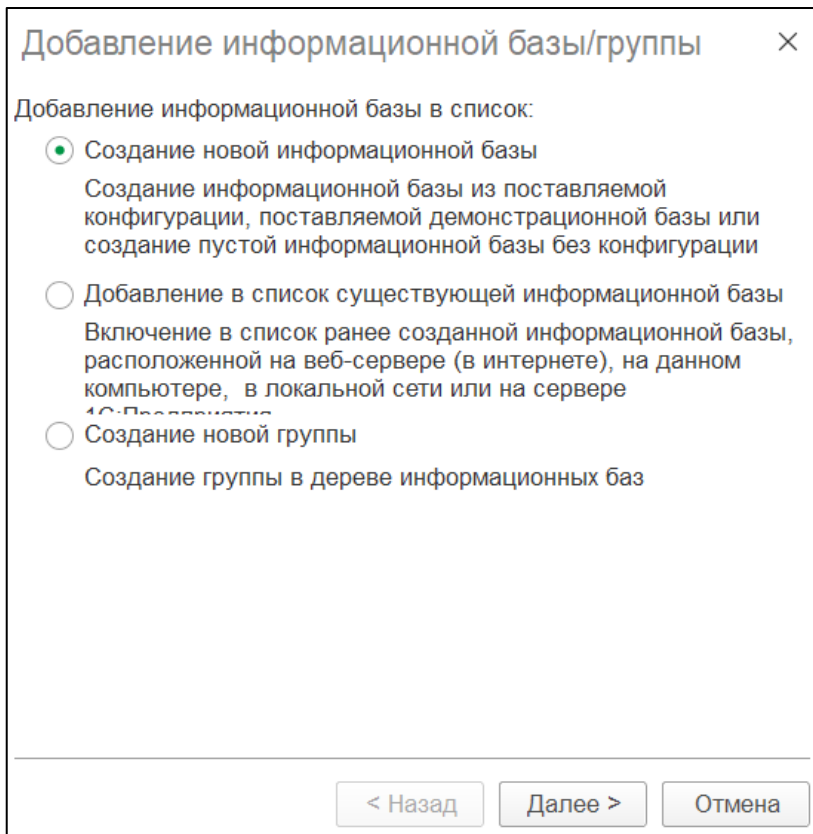 Добавление информационной базы/группы
Добавление информационной базы в список:
Создание новой информационной базы
Создание информационной базы из поставляемой
конфигурации, поставляемой демонстрационной базы или
создание пустой информационной базы без конфигурации
Добавление в список существующей информационной базы
Включение в список ранее созданной информационной базы,
расположенной на веб-сервере (в интернете), на данном
компьютере, в локальной сети или на сервере
1С:Предприятия
Создание новой группы
Создание группы в дереве информационных баз
< Назад
Далее >
Отмена